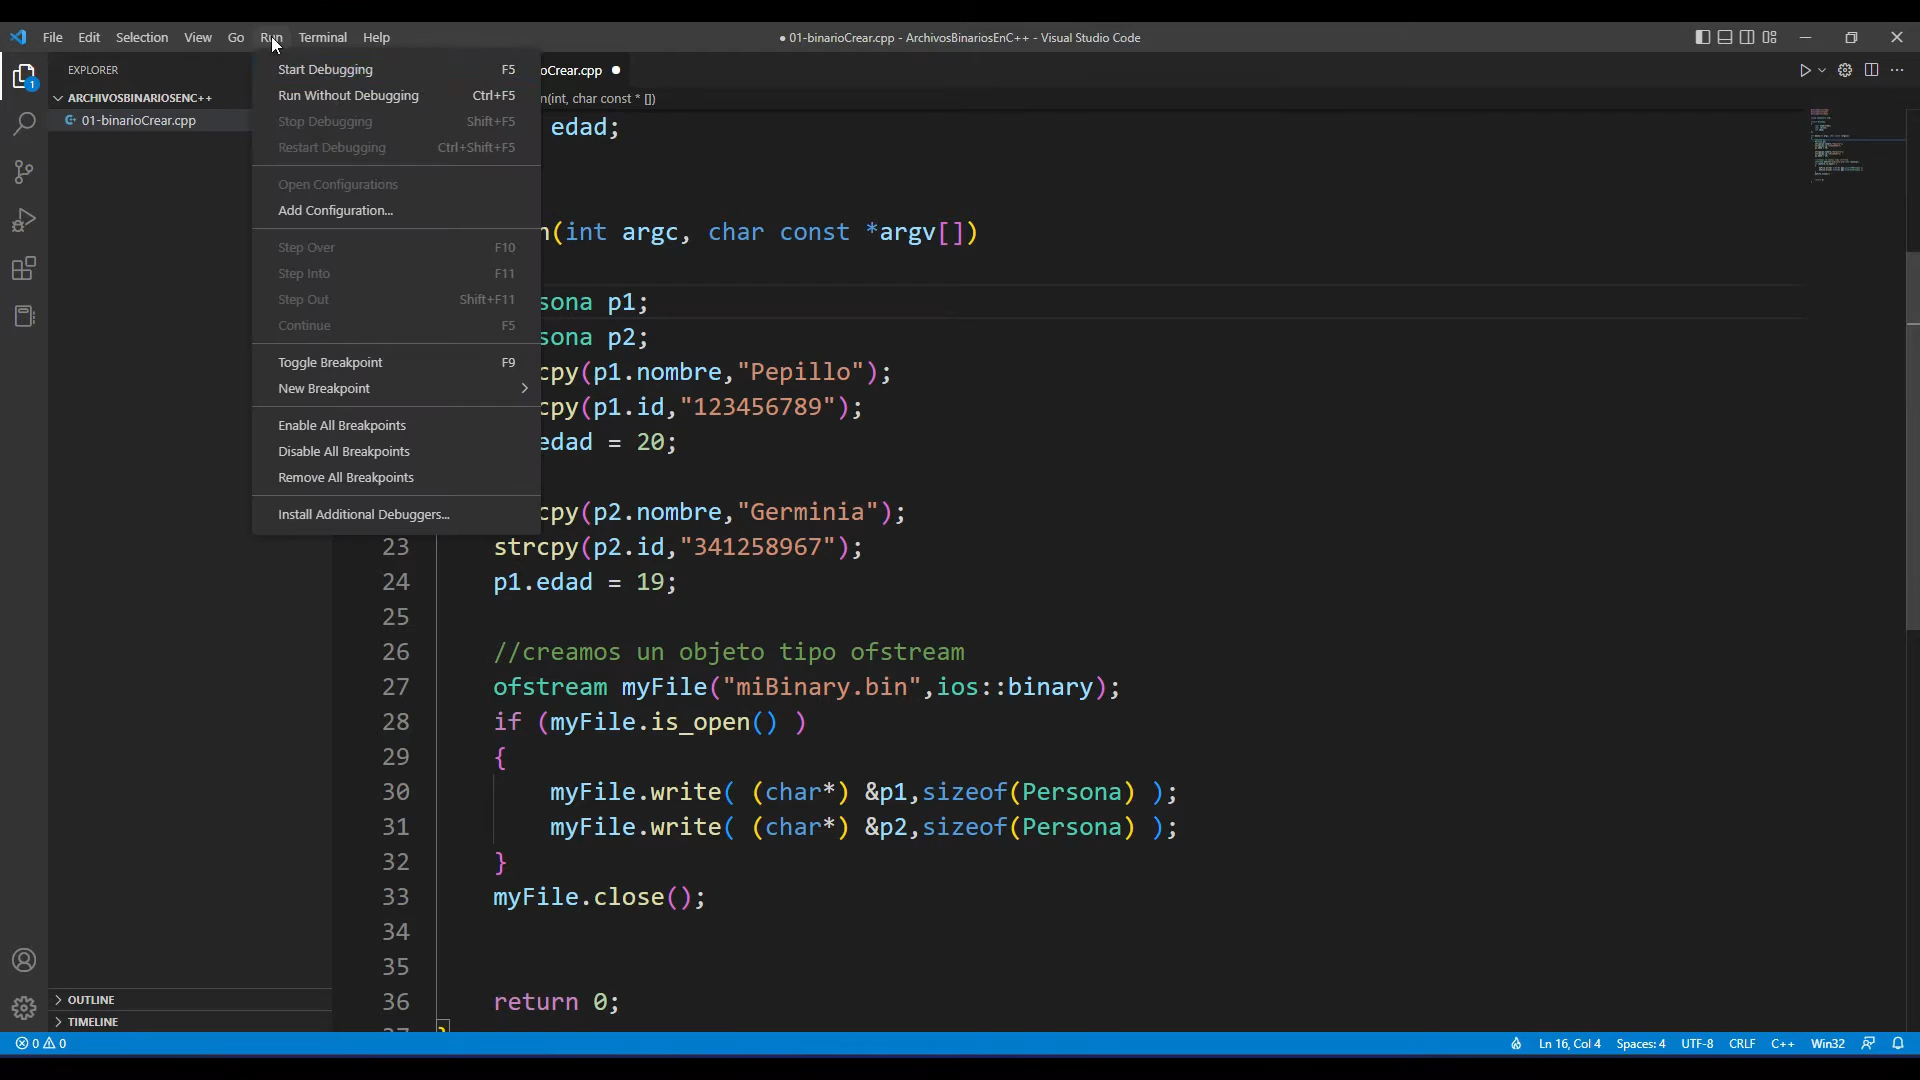 File Edit Selection View Go Run Terminal Help
● 01-binarioCrear.cpp - ArchivosBinariosEnC++ - Visual Studio Code
EXPLORER
ARCHIVOSBINARIOSENC++
01-binarioCrear.cpp
1
Start Debugging F5
Run Without Debugging Ctrl+F5
Stop Debugging Shift+F5
Restart Debugging Ctrl+Shift+F5
Open Configurations
Add Configuration...
Step Over F10
Step Into F11
Step Out Shift+F11
Continue F5
Toggle Breakpoint F9
New Breakpoint
Enable All Breakpoints
Disable All Breakpoints
Remove All Breakpoints
Install Additional Debuggers...
oCrear.cpp ●
n(int, char const * [])
edad;
n(int argc, char const *argv[])
sona p1;
sona p2;
cpy(p1.nombre,"Pepillo");
cpy(p1.id,"123456789");
edad = 20;
cpy(p2.nombre,"Germinia");
23 strcpy(p2.id,"341258967");
24 p1.edad = 19;
25
26 //creamos un objeto tipo ofstream
27 ofstream myFile("miBinary.bin",ios::binary);
28 if (myFile.is_open() )
29 {
30 myFile.write( (char*) &p1,sizeof(Persona) );
31 myFile.write( (char*) &p2,sizeof(Persona) );
32 }
33 myFile.close();
34
35
36 return 0;
OUTLINE
TIMELINE
0 0
Ln 16, Col 4 Spaces: 4 UTF-8 CRLF C++ Win32